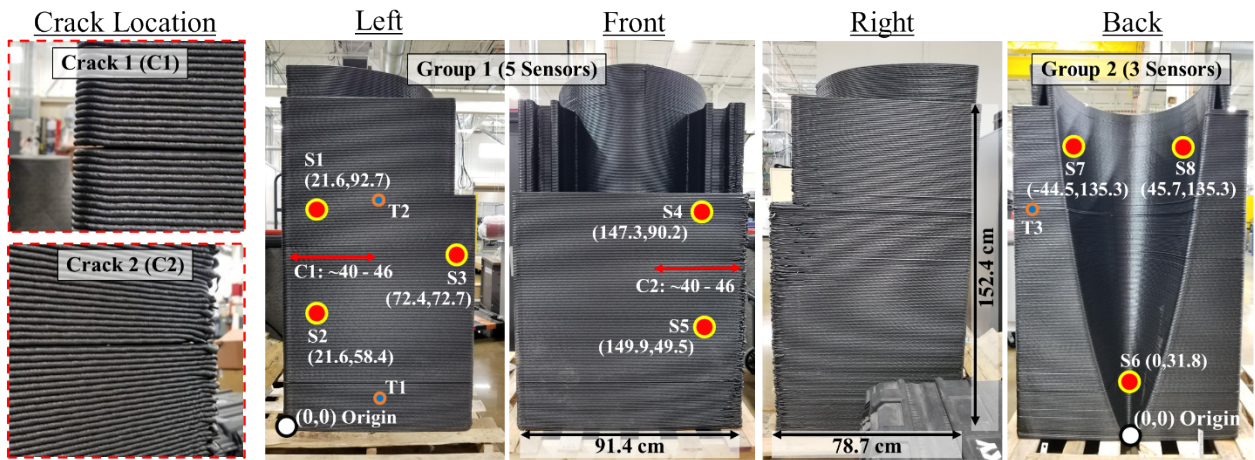 Crack Location
Left
Front
Right
Back
Crack 1 (C1)
Crack 2 (C2)
Group 1 (5 Sensors)
S1
(21.6,92.7)
T2
C1: ~40 - 46
S3
(72.4,72.7)
S2
(21.6,58.4)
T1
(0,0) Origin
S4
(147.3,90.2)
C2: ~40 - 46
S5
(149.9,49.5)
91.4 cm
152.4 cm
78.7 cm
Group 2 (3 Sensors)
S7
(-44.5,135.3)
S8
(45.7,135.3)
T3
S6 (0,31.8)
(0,0) Origin